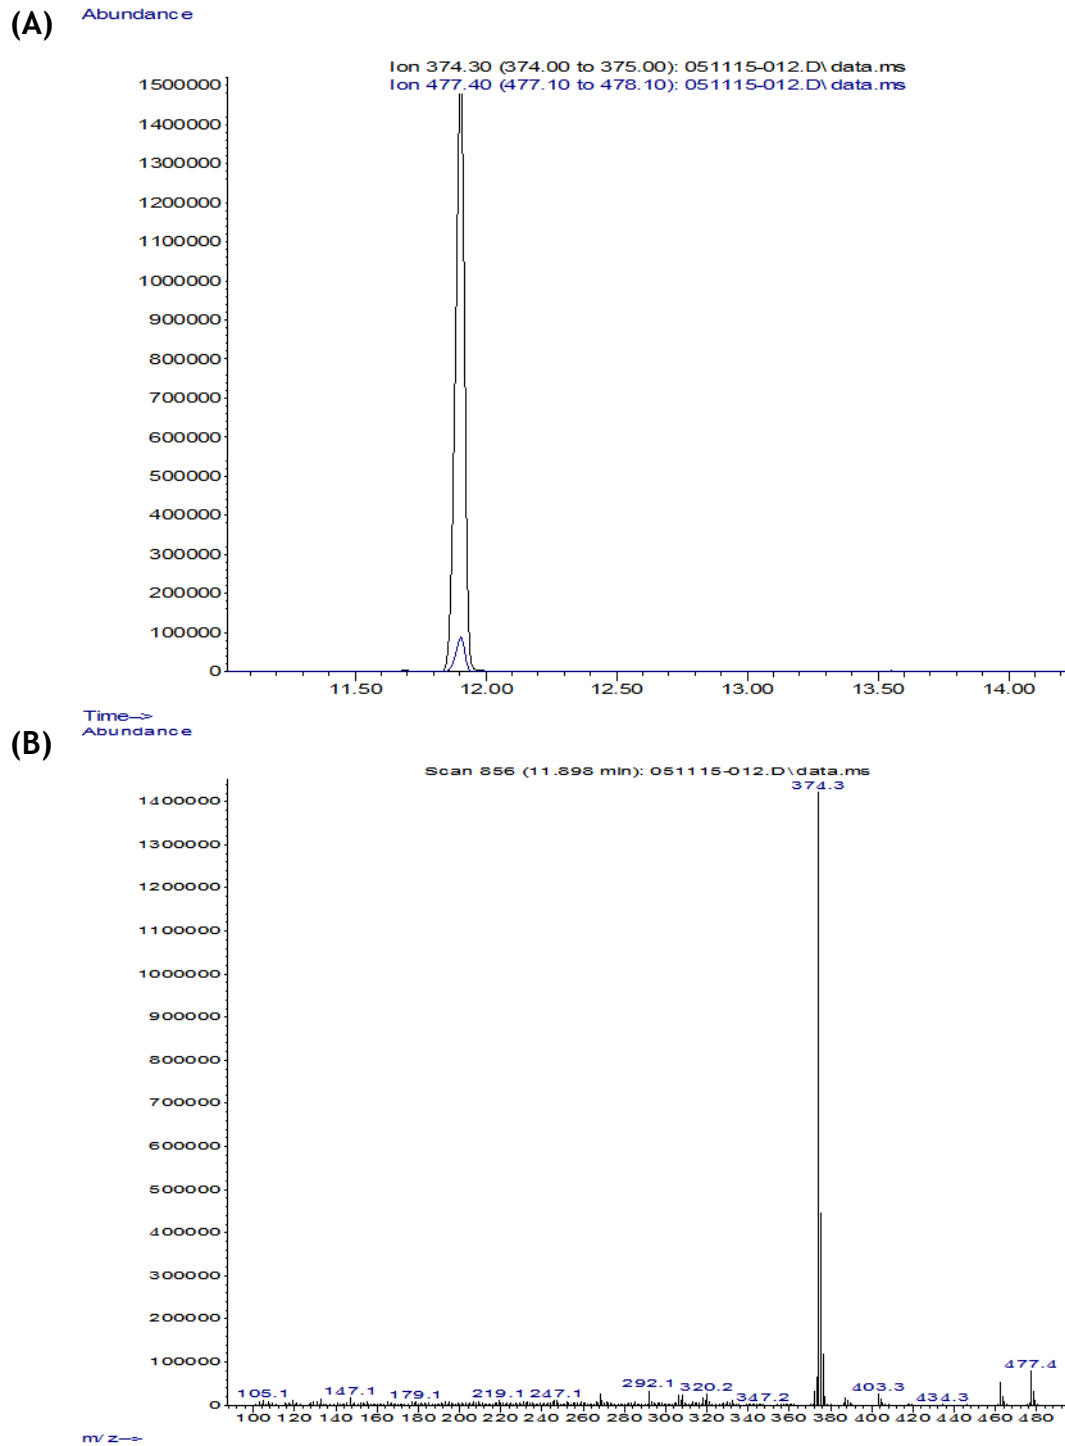 (A)
Abundance
Ion 374.30 (374.00 to 375.00): 051115-012.D\data.ms
Ion 477.40 (477.10 to 478.10): 051115-012.D\data.ms
1500000
1400000
1300000
1200000
1100000
1000000
900000
800000
700000
600000
500000
400000
300000
200000
100000
0
11.50 12.00 12.50 13.00 13.50 14.00
Time-->
(B)
Abundance
Scan 856 (11.898 min): 051115-012.D\data.ms
374.3
1400000
1300000
1200000
1100000
1000000
900000
800000
700000
600000
500000
400000
300000
200000
100000
0
105.1 147.1 179.1 219.1 247.1 292.1 320.2 347.2 403.3 434.3 477.4
100 120 140 160 180 200 220 240 260 280 300 320 340 360 380 400 420 440 460 480
m/z-->